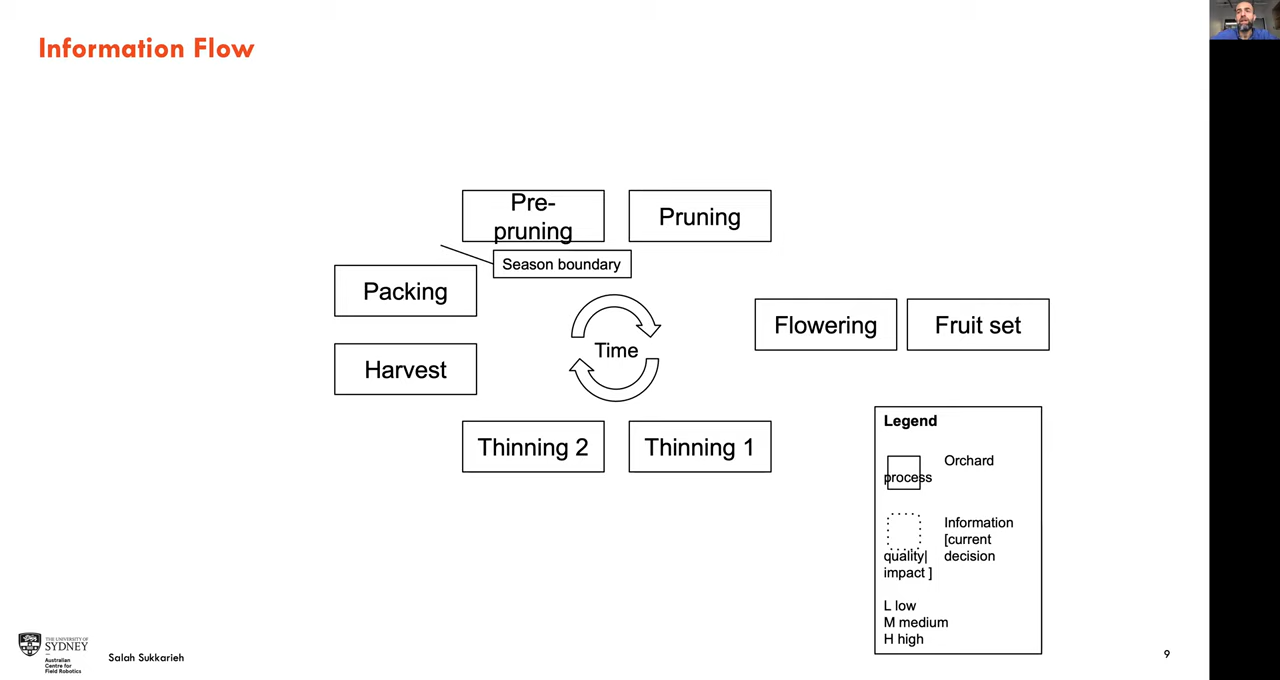 Information Flow
Pre-
pruning
Pruning
Season boundary
Packing
Flowering
Fruit set
Time
Harvest
Thinning 2
Thinning 1
Legend
Orchard
process
Information
[current
quality|
decision
impact ]
L low
M medium
H high
THE UNIVERSITY OF
SYDNEY
Australian
Centre for
Field Robotics
Salah Sukkarieh
9